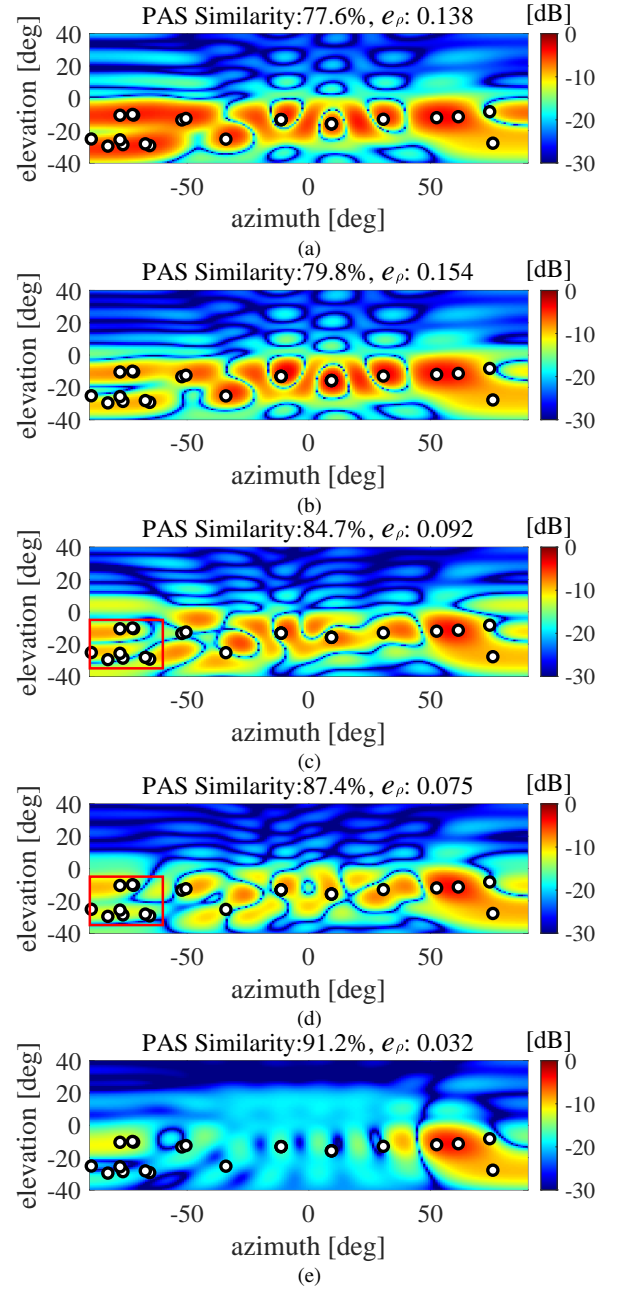 PAS Similarity:77.6%, eρ: 0.138 [dB]
elevation [deg]
40
20
0
-20
-40
-50 0 50
azimuth [deg]
0
-10
-20
-30
(a)
PAS Similarity:79.8%, eρ: 0.154 [dB]
elevation [deg]
40
20
0
-20
-40
-50 0 50
azimuth [deg]
0
-10
-20
-30
(b)
PAS Similarity:84.7%, eρ: 0.092 [dB]
elevation [deg]
40
20
0
-20
-40
-50 0 50
azimuth [deg]
0
-10
-20
-30
(c)
PAS Similarity:87.4%, eρ: 0.075 [dB]
elevation [deg]
40
20
0
-20
-40
-50 0 50
azimuth [deg]
0
-10
-20
-30
(d)
PAS Similarity:91.2%, eρ: 0.032 [dB]
elevation [deg]
40
20
0
-20
-40
-50 0 50
azimuth [deg]
0
-10
-20
-30
(e)